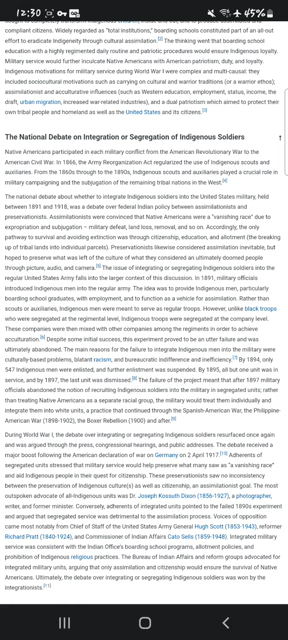 12:30
45%
compliant citizens. Widely regarded as "total institutions," boarding schools constituted part of an all-out
effort to eradicate Indigeneity through cultural assimilation.[2] The thinking went that boarding school
education with a highly regimented daily routine and patriotic procedures would ensure Indigenous loyalty.
Military service would further inculcate Native Americans with American patriotism, duty, and loyalty.
Indigenous motivations for military service during World War I were complex and multi-causal: they
included sociocultural motivations such as carrying on cultural and warrior traditions (or a warrior ethos);
assimilationist and acculturative influences (such as Western education, employment, status, income, the
draft, urban migration, increased war-related industries), and a dual patriotism which aimed to protect their
own tribal people and homeland as well as the United States and its citizens.[3]
The National Debate on Integration or Segregation of Indigenous Soldiers
↑
Native Americans participated in each military conflict from the American Revolutionary War to the
American Civil War. In 1866, the Army Reorganization Act regularized the use of Indigenous scouts and
auxiliaries. From the 1860s through to the 1890s, Indigenous scouts and auxiliaries played a crucial role in
military campaigning and the subjugation of the remaining tribal nations in the West.[4]
The national debate about whether to integrate Indigenous soldiers into the United States military, held
between 1891 and 1918, was a debate over federal Indian policy between assimilationists and
preservationists. Assimilationists were convinced that Native Americans were a "vanishing race" due to
expropriation and subjugation – military defeat, land loss, removal, and so on. Accordingly, the only
pathway to survival and avoiding extinction was through citizenship, education, and allotment (the breaking
up of tribal lands into individual parcels). Preservationists likewise considered assimilation inevitable, but
hoped to preserve what was left of the culture of what they considered an ultimately doomed people
through picture, audio, and camera.[5] The issue of integrating or segregating Indigenous soldiers into the
regular United States Army falls into the larger context of this discussion. In 1891, military officials
introduced Indigenous men into the regular army. The idea was to provide Indigenous men, particularly
boarding school graduates, with employment, and to function as a vehicle for assimilation. Rather than
scouts or auxiliaries, Indigenous men were meant to serve as regular troops. However, unlike black troops
who were segregated at the regimental level, Indigenous troops were segregated at the company level.
These companies were then mixed with other companies among the regiments in order to achieve
acculturation.[6] Despite some initial success, this experiment proved to be an utter failure and was
ultimately abandoned. The main reasons for the failure to integrate Indigenous men into the military were
culturally-based problems, blatant racism, and bureaucratic indifference and inefficiency.[7] By 1894, only
547 Indigenous men were enlisted, and further enlistment was suspended. By 1895, all but one unit was in
service, and by 1897, the last unit was dismissed.[8] The failure of the project meant that after 1897 military
officials abandoned the notion of recruiting Indigenous soldiers into the military in segregated units; rather
than treating Native Americans as a separate racial group, the military would treat them individually and
integrate them into white units, a practice that continued through the Spanish-American War, the Philippine-
American War (1898-1902), the Boxer Rebellion (1900) and after.[9]
During World War I, the debate over integrating or segregating Indigenous soldiers resurfaced once again
and was argued through the press, congressional hearings, and public addresses. The debate received a
major boost following the American declaration of war on Germany on 2 April 1917.[10] Adherents of
segregated units stressed that military service would help preserve what many saw as "a vanishing race"
and aid Indigenous people in their quest for citizenship. These preservationists saw no inconsistency
between the preservation of Indigenous culture(s) as well as citizenship, an assimilationist goal. The most
outspoken advocate of all-Indigenous units was Dr. Joseph Kossuth Dixon (1856-1927), a photographer,
writer, and former minister. Conversely, adherents of integrated units pointed to the failed 1890s experiment
and argued that segregated service was detrimental to the assimilation process. Voices of opposition
came most notably from Chief of Staff of the United States Army General Hugh Scott (1853-1943), reformer
Richard Pratt (1840-1924), and Commissioner of Indian Affairs Cato Sells (1859-1948). Integrated military
service was consistent with the Indian Office's boarding school programs, allotment policies, and
prohibition of Indigenous religious practices. The Bureau of Indian Affairs and reform groups advocated for
integrated military units, arguing that only assimilation and citizenship would ensure the survival of Native
Americans. Ultimately, the debate over integrating or segregating Indigenous soldiers was won by the
integrationists.[11]